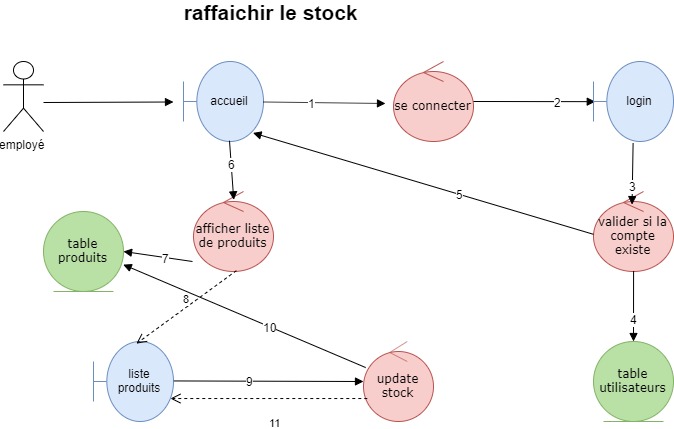 raffaichir le stock
accueil
1
se connecter
2
login
employé
6
5
3
afficher liste
de produits
valider si la
compte
existe
table
produits
7
8
10
4
liste
produits
9
update
stock
table
utilisateurs
11